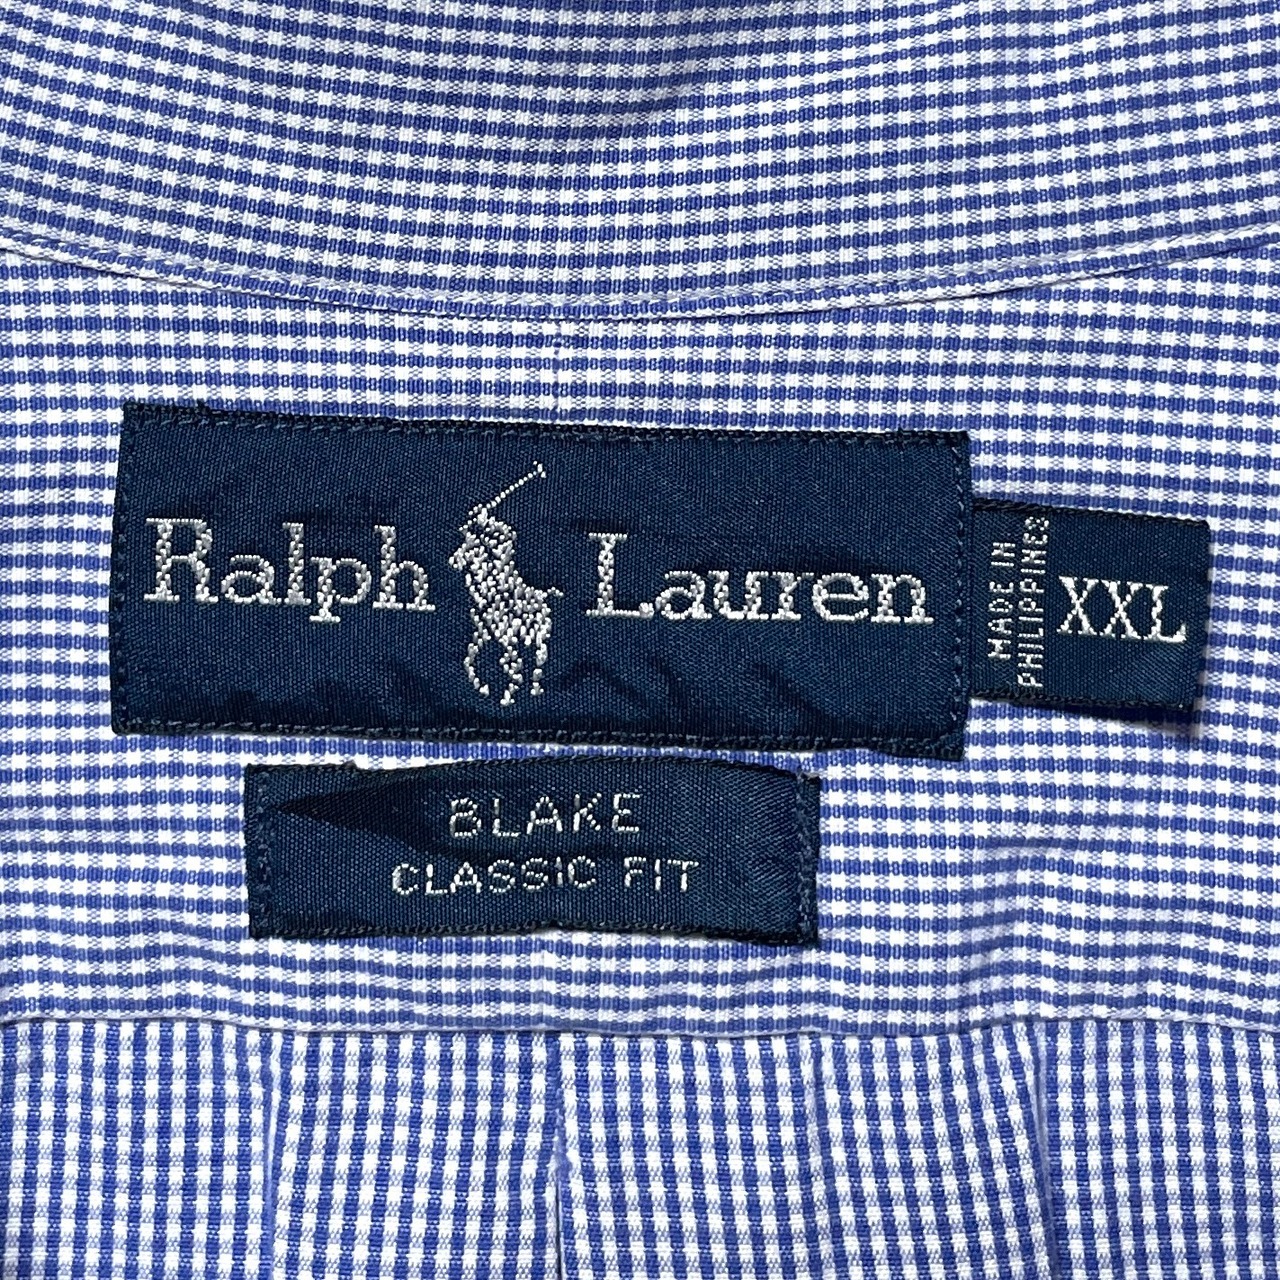 Ralph Lauren
MADE IN
PHILIPPINES
XXL
BLAKE
CLASSIC FIT